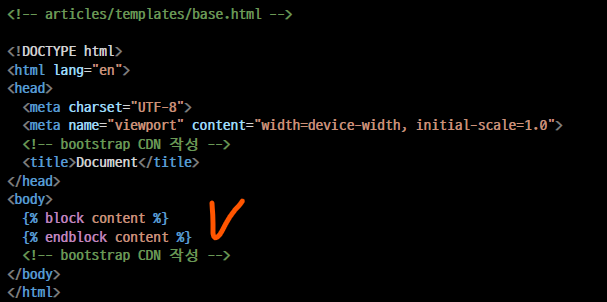 <!-- articles/templates/base.html -->
<!DOCTYPE html>
<html lang="en">
<head>
<meta charset="UTF-8">
<meta name="viewport" content="width=device-width, initial-scale=1.0">
<!-- bootstrap CDN 작성 -->
<title>Document</title>
</head>
<body>
{% block content %}
{% endblock content %}
<!-- bootstrap CDN 작성 -->
</body>
</html>